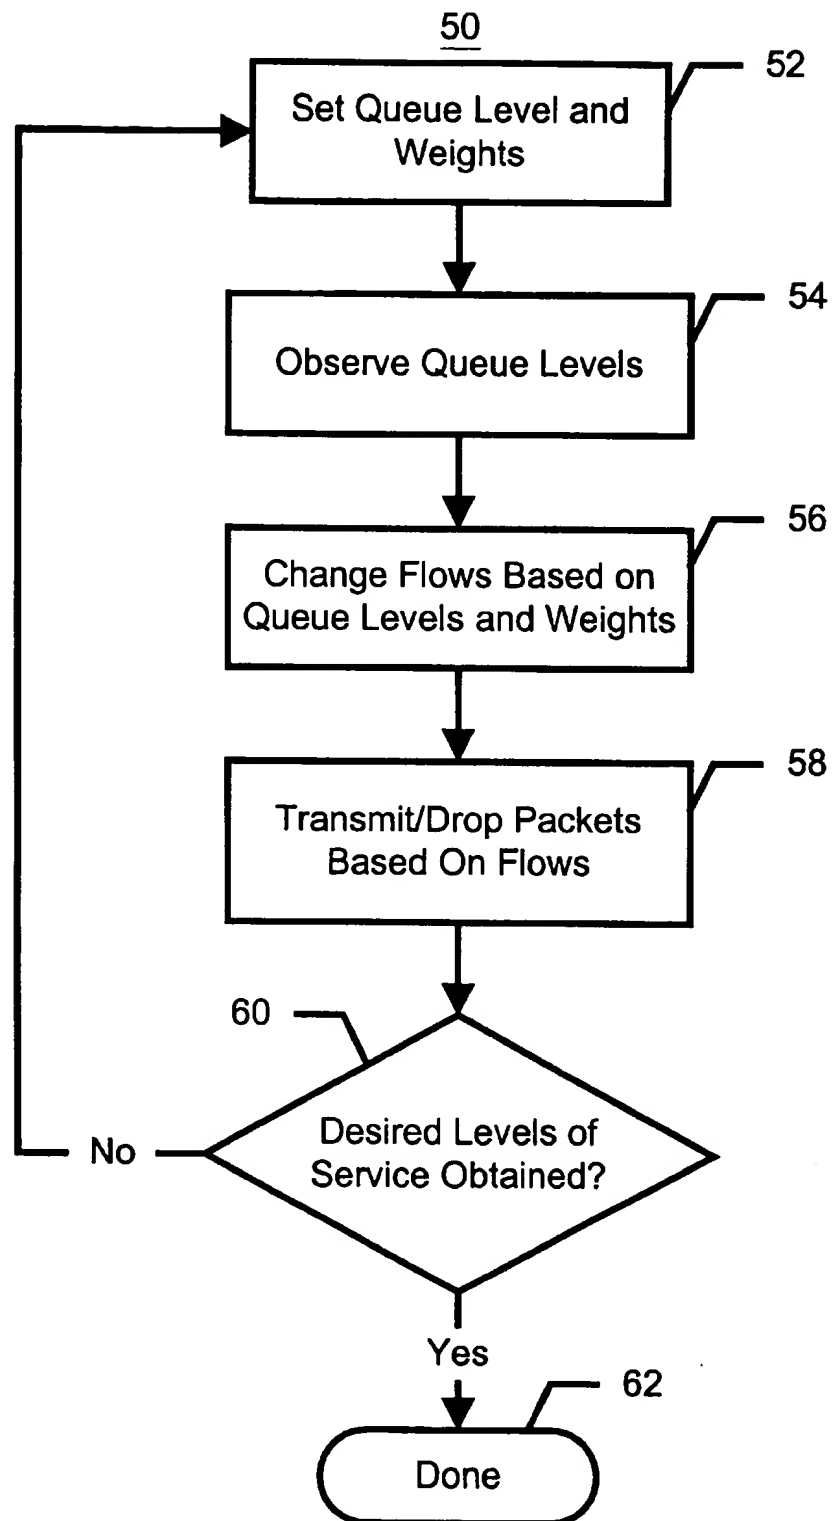 50
52
Set Queue Level and
Weights
54
Observe Queue Levels
56
Change Flows Based on
Queue Levels and Weights
58
Transmit/Drop Packets
Based On Flows
60
Desired Levels of
Service Obtained?
No
Yes
62
Done